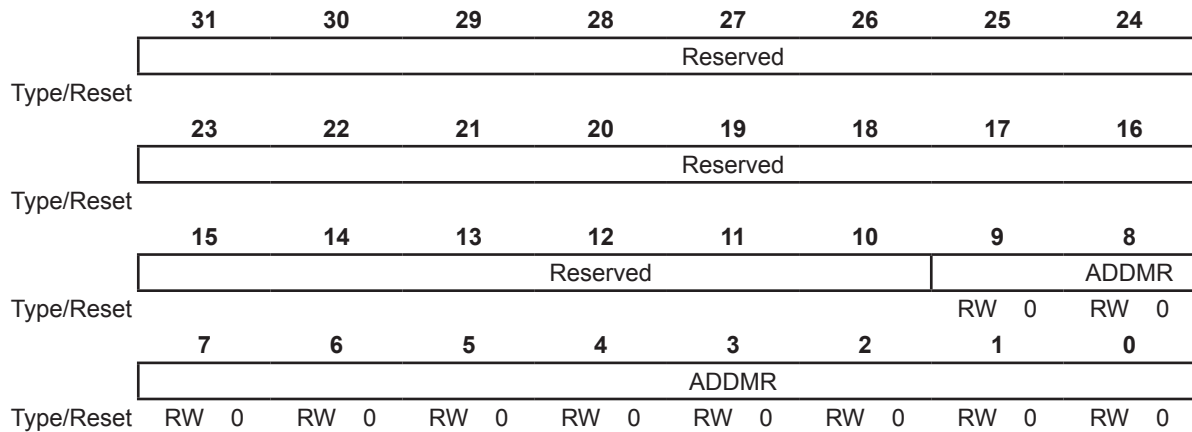 31 30 29 28 27 26 25 24
Reserved
Type/Reset
23 22 21 20 19 18 17 16
Reserved
Type/Reset
15 14 13 12 11 10 9 8
Reserved ADDMR
Type/Reset RW 0 RW 0
7 6 5 4 3 2 1 0
ADDMR
Type/Reset RW 0 RW 0 RW 0 RW 0 RW 0 RW 0 RW 0 RW 0